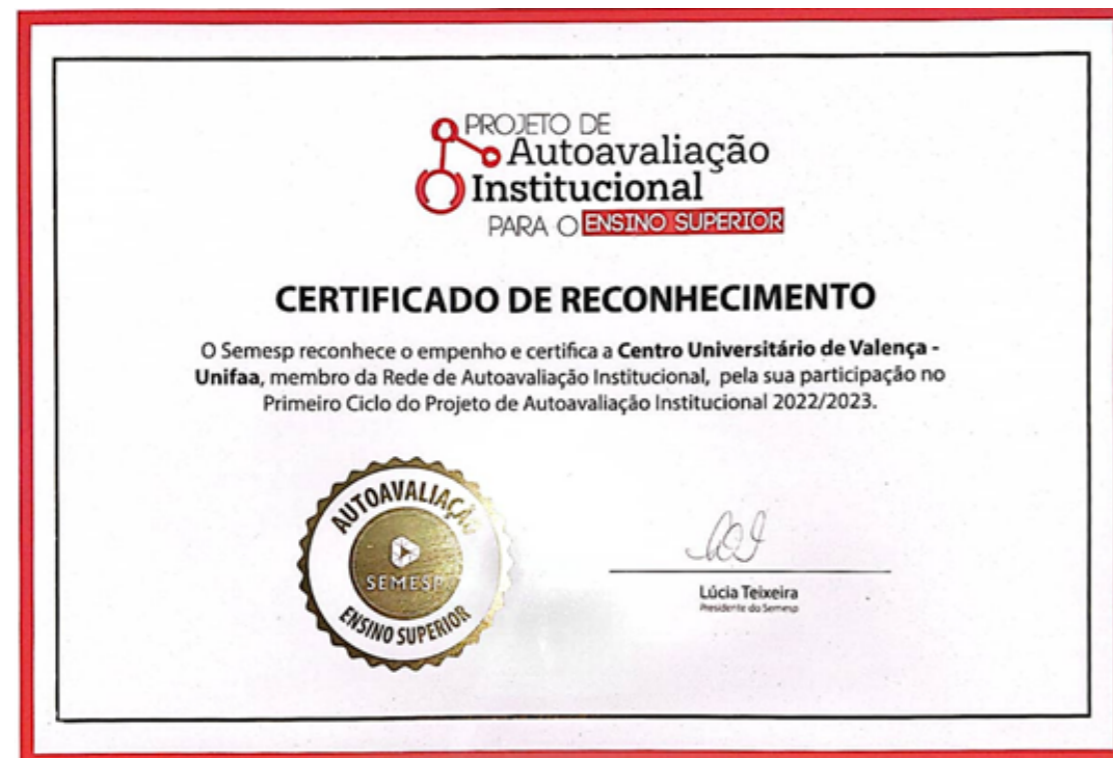 PROJETO DE
Autoavaliação
Institucional
PARA O ENSINO SUPERIOR
CERTIFICADO DE RECONHECIMENTO
O Semesp reconhece o empenho e certifica a Centro Universitário de Valença -
Unifaa, membro da Rede de Autoavaliação Institucional, pela sua participação no
Primeiro Ciclo do Projeto de Autoavaliação Institucional 2022/2023.
AUTOAVALIAÇÃO
SEMESP
ENSINO SUPERIOR
Lúcia Teixeira
Presidente do Semesp